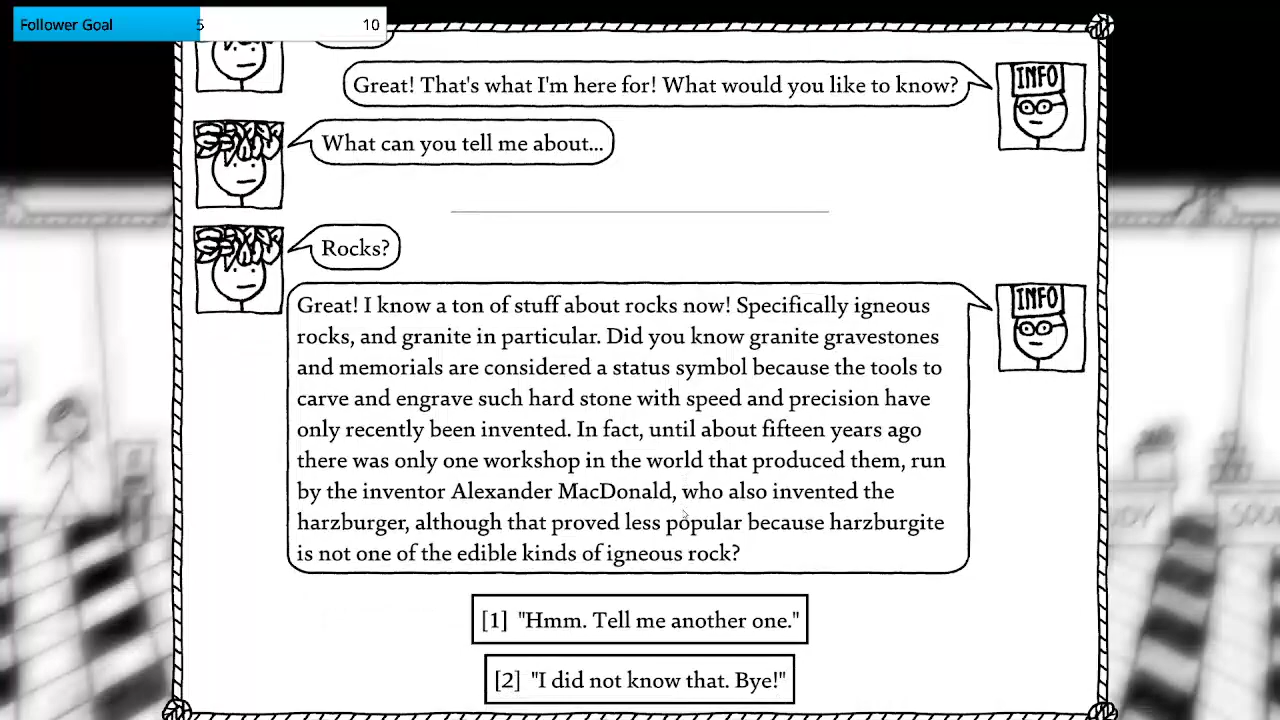 Follower Goal 5 10
Great! That's what I'm here for! What would you like to know?
INFO
What can you tell me about...
Rocks?
Great! I know a ton of stuff about rocks now! Specifically igneous
rocks, and granite in particular. Did you know granite gravestones
and memorials are considered a status symbol because the tools to
carve and engrave such hard stone with speed and precision have
only recently been invented. In fact, until about fifteen years ago
there was only one workshop in the world that produced them, run
by the inventor Alexander MacDonald, who also invented the
harzburger, although that proved less popular because harzburgite
is not one of the edible kinds of igneous rock?
INFO
[1] "Hmm. Tell me another one."
[2] "I did not know that. Bye!"